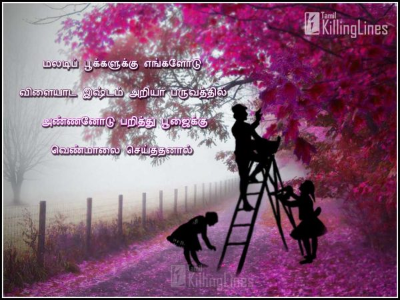 Tamil
KillingLines
மலடிப் பூக்களுக்கு எங்களோடு
விளையாட இஷ்டம் அறியா பருவத்தில்
அண்ணனோடு பறித்து பூஜைக்கு
வெண்மாலை செய்ததனால்
Tamil
KillingLines